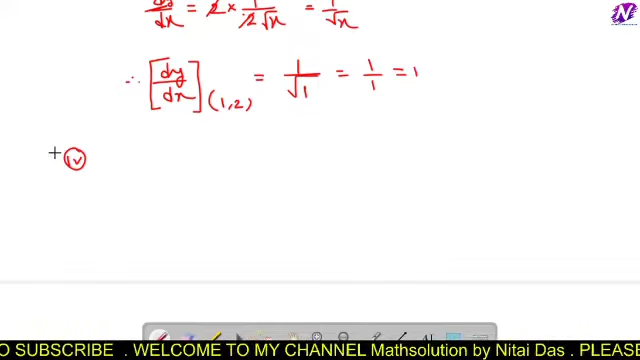 dy/dx = 2 × 1/2√x = 1/√x
∴ [dy/dx](1,2) = 1/√1 = 1/1 = 1
iv
N
O SUBSCRIBE . WELCOME TO MY CHANNEL Mathsolution by Nitai Das . PLEASE